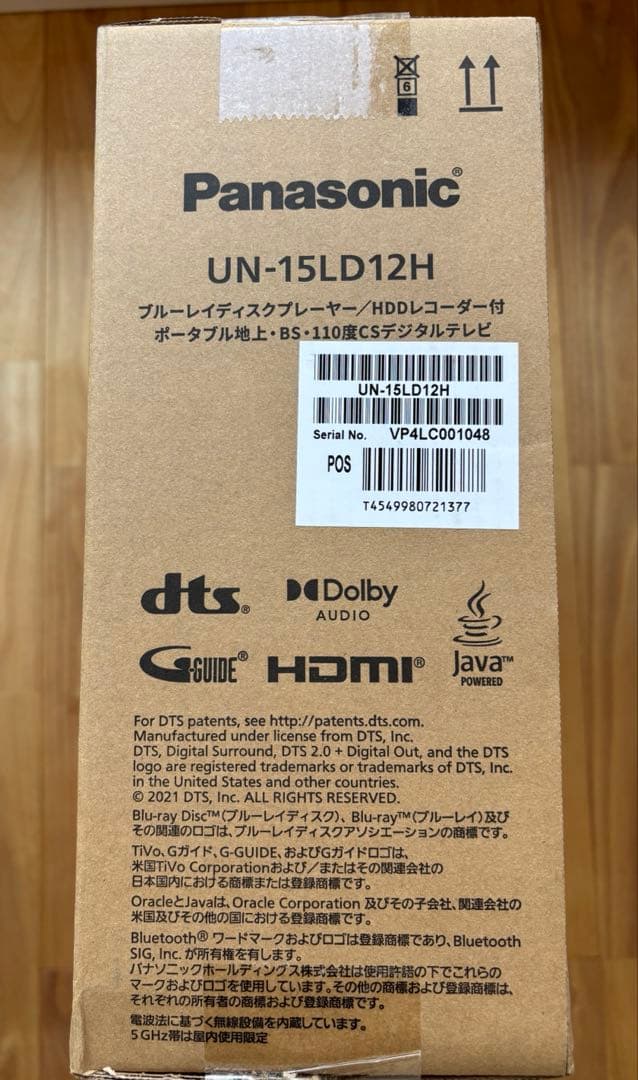 6
Panasonic®
UN-15LD12H
ブルーレイディスクプレーヤー/HDDレコーダー付
ポータブル地上・BS・110度CSデジタルテレビ
UN-15LD12H
Serial No. VP4LC001048
POS
T4549980721377
dts®
Dolby
AUDIO
G-GUIDE®
HDMI®
Java™
POWERED
For DTS patents, see http://patents.dts.com.
Manufactured under license from DTS, Inc.
DTS, Digital Surround, DTS 2.0 + Digital Out, and the DTS
logo are registered trademarks or trademarks of DTS, Inc.
in the United States and other countries.
© 2021 DTS, Inc. ALL RIGHTS RESERVED.
Blu-ray Disc™(ブルーレイディスク)、Blu-ray™(ブルーレイ)及び
その関連のロゴは、ブルーレイディスクアソシエーションの商標です。
TiVo、Gガイド、G-GUIDE、およびGガイドロゴは、
米国TiVo Corporationおよび/またはその関連会社の
日本国内における商標または登録商標です。
OracleとJavaは、Oracle Corporation 及びその子会社、関連会社の
米国及びその他の国における登録商標です。
Bluetooth® ワードマークおよびロゴは登録商標であり、Bluetooth
SIG, Inc. が所有権を有します。
パナソニックホールディングス株式会社は使用許諾の下でこれらの
マークおよびロゴを使用しています。その他の商標および登録商標は、
それぞれの所有者の商標および登録商標です。
電波法に基づく無線設備を内蔵しています。
5 GHz帯は屋内使用限定